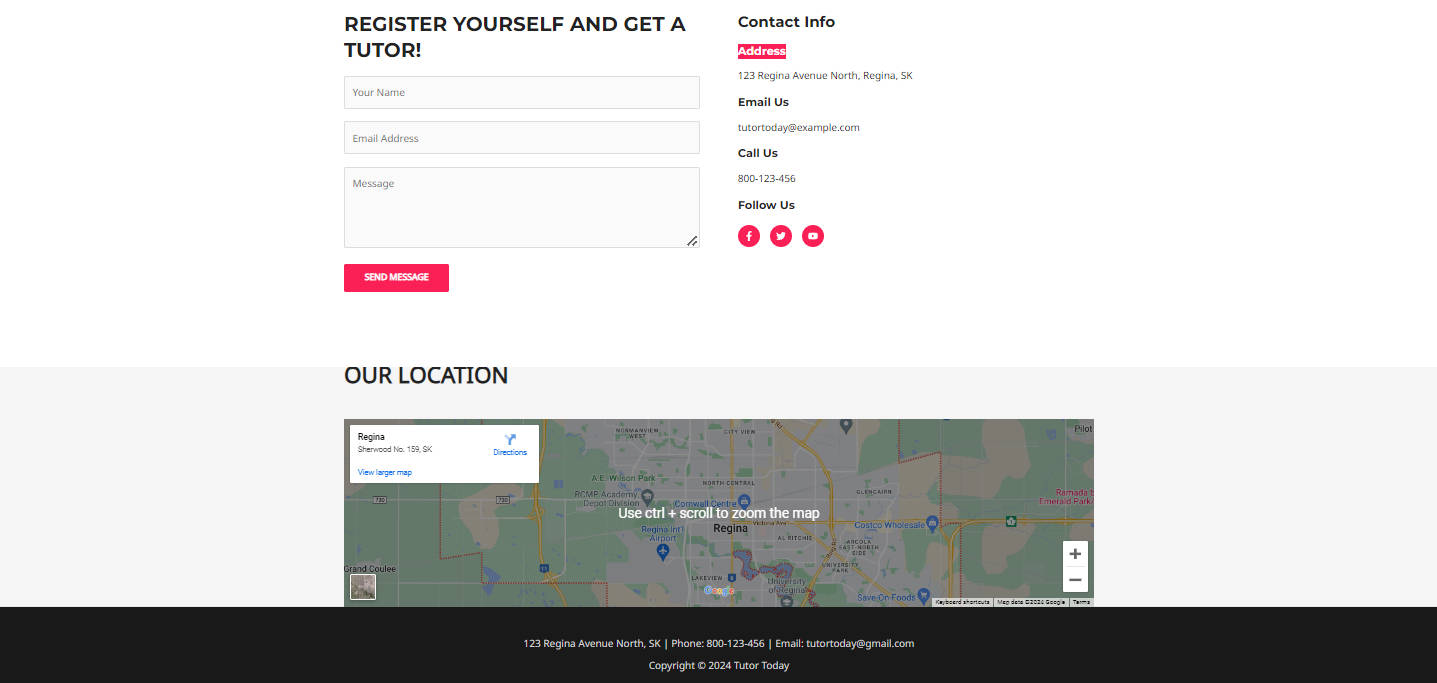 REGISTER YOURSELF AND GET A
TUTOR!
Your Name
Email Address
Message
SEND MESSAGE
Contact Info
Address
123 Regina Avenue North, Regina, SK
Email Us
tutortoday@example.com
Call Us
800-123-456
Follow Us
OUR LOCATION
Regina
Sherwood No. 159, SK
Directions
View larger map
NORMANVIEW
WEST
CITY VIEW
Pilot
A.E. Wilson Park
NORTH CENTRAL
RCMP Academy,
Depot Division
Cornwall Centre
GLENCAIRN
Ramada
Emerald Park
730
730
Use ctrl + scroll to zoom the map
Victoria Ave
Regina
Costco Wholesale
Regina Int'l
Airport
AL RITCHIE
ARCOLA
EAST-NORTH
SIDE
UNIVERSITY
PARK
Grand Coulee
LAKEVIEW
6
University
of Regina
Google
Save-On-Foods
Keyboard shortcuts
Map data ©2024 Google
Terms
123 Regina Avenue North, SK | Phone: 800-123-456 | Email: tutortoday@gmail.com
Copyright © 2024 Tutor Today